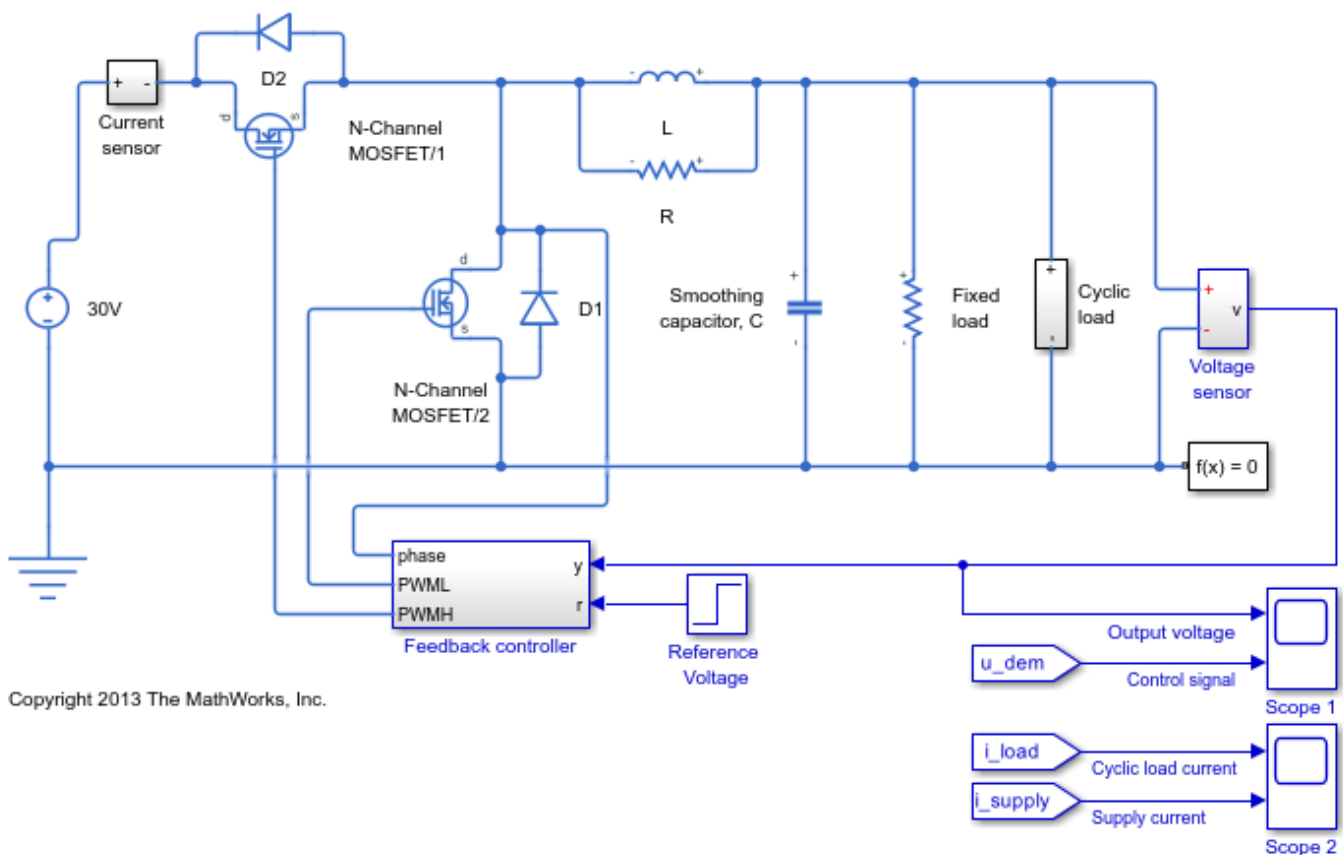 D2
+ -
Current
sensor
d
s
N-Channel
MOSFET/1
- +
L
- +
R
30V
+
-
d
s
D1
N-Channel
MOSFET/2
+
Smoothing
capacitor, C
-
+
Fixed
load
-
+
Cyclic
load
-
+
-
v
Voltage
sensor
f(x) = 0
phase
PWML
PWMH
y
r
Feedback controller
Reference
Voltage
Output voltage
u_dem
Control signal
Scope 1
i_load
Cyclic load current
i_supply
Supply current
Scope 2
Copyright 2013 The MathWorks, Inc.